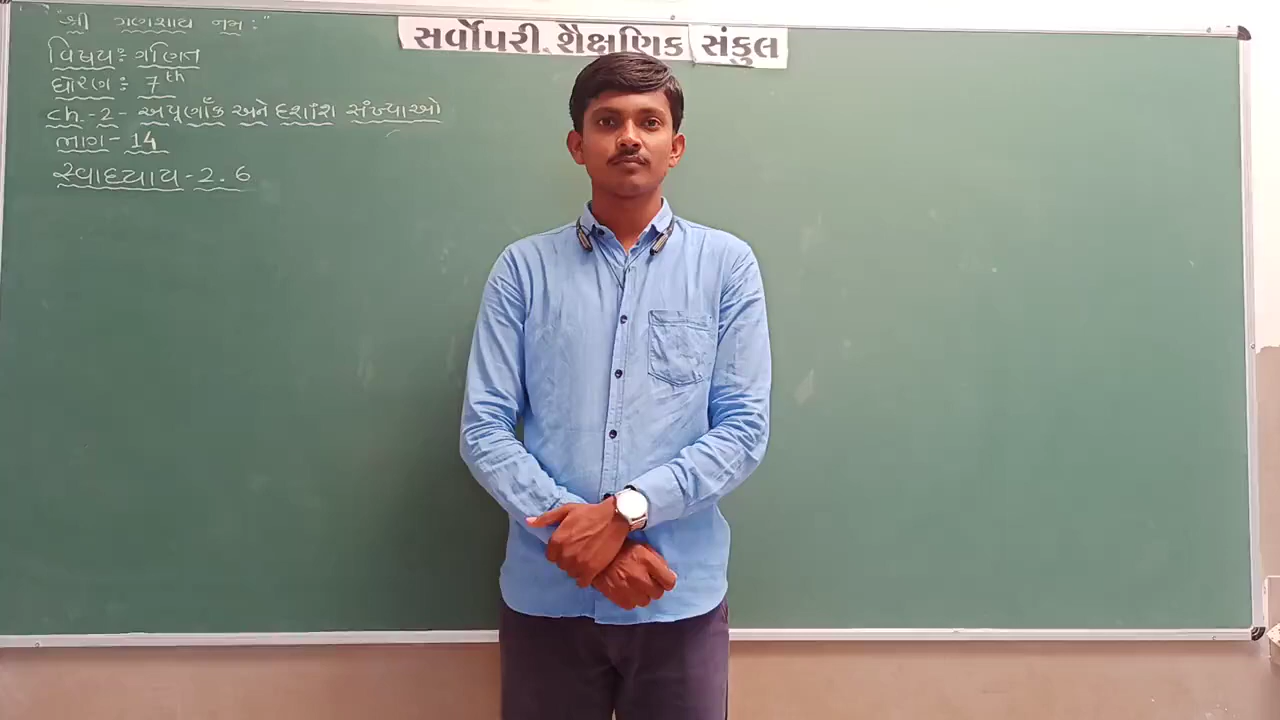 "શ્રી ગણેશાય નમઃ"
વિષય: ગણિત
ધોરણ: 7th
ch-2- અપૂર્ણાંક અને દશાંશ સંખ્યાઓ
ભાગ- 14
સ્વાધ્યાય-2.6
સર્વોપરી શૈક્ષણિક સંકુલ